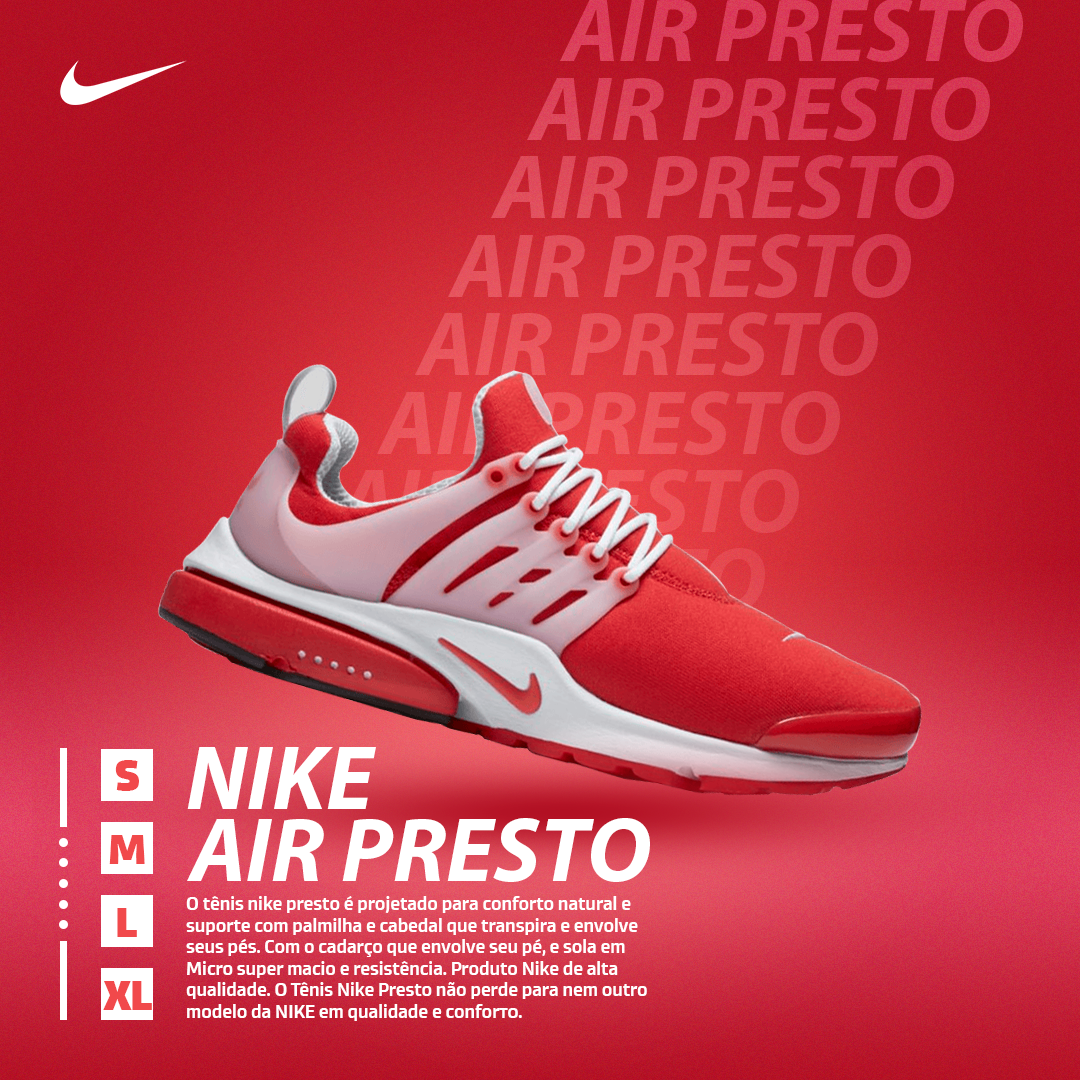 AIR PRESTO
AIR PRESTO
AIR PRESTO
AIR PRESTO
AIR PRESTO
AIR PRESTO
AIR ESTO
O
S
M
L
XL
NIKE
AIR PRESTO
O tênis nike presto é projetado para conforto natural e
suporte com palmilha e cabedal que transpira e envolve
seus pés. Com o cadarço que envolve seu pé, e sola em
Micro super macio e resistência. Produto Nike de alta
qualidade. O Tênis Nike Presto não perde para nem outro
modelo da NIKE em qualidade e conforto.